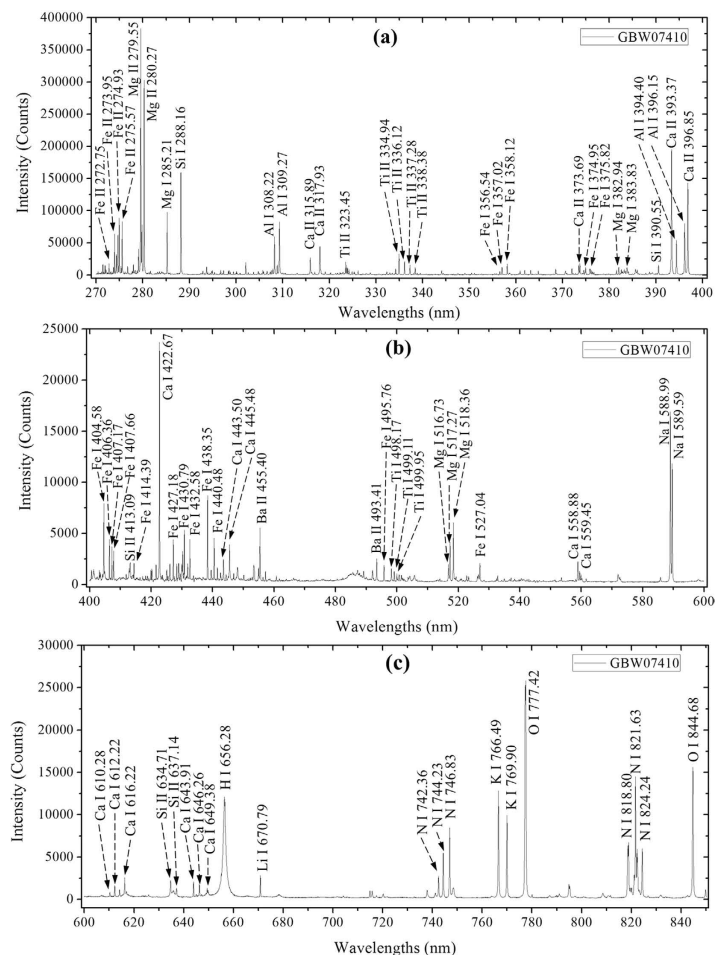 (a)
GBW07410
Intensity (Counts)
400000
350000
300000
250000
200000
150000
100000
50000
0
Fe II 272.75
Fe II 273.95
Fe II 274.93
Fe II 275.57
Mg II 279.55
Mg II 280.27
Mg I 285.21
Si I 288.16
Al I 308.22
Al I 309.27
Ca II 315.89
Ca II 317.93
Ti II 323.45
Ti II 334.94
Ti II 336.12
Ti II 337.28
Ti II 338.38
Fe I 356.54
Fe I 357.02
Fe I 358.12
Ca II 373.69
Fe I 374.95
Fe I 375.82
Mg I 382.94
Mg I 383.83
Si I 390.55
Al I 394.40
Al I 396.15
Ca II 393.37
Ca II 396.85
270 280 290 300 310 320 330 340 350 360 370 380 390 400
Wavelengths (nm)
(b)
GBW07410
Intensity (Counts)
25000
20000
15000
10000
5000
0
Fe I 404.58
Fe I 406.36
Fe I 407.17
Fe I 407.66
Si II 413.09
Fe I 414.39
Ca I 422.67
Fe I 427.18
Fe I 430.79
Fe I 432.58
Fe I 438.35
Fe I 440.48
Ca I 443.50
Ca I 445.48
Ba II 455.40
Ba II 493.41
Fe I 495.76
Ti I 498.17
Ti I 499.11
Ti I 499.95
Mg I 516.73
Mg I 517.27
Mg I 518.36
Fe I 527.04
Ca I 558.88
Ca I 559.45
Na I 588.99
Na I 589.59
400 420 440 460 480 500 520 540 560 580 600
Wavelengths (nm)
(c)
GBW07410
Intensity (Counts)
30000
25000
20000
15000
10000
5000
0
Ca I 610.28
Ca I 612.22
Ca I 616.22
Si II 634.71
Si II 637.14
Ca I 643.91
Ca I 646.26
Ca I 649.38
H I 656.28
Li I 670.79
N I 742.36
N I 744.23
N I 746.83
K I 766.49
K I 769.90
O I 777.42
N I 818.80
N I 821.63
N I 824.24
O I 844.68
600 620 640 660 680 700 720 740 760 780 800 820 840
Wavelengths (nm)